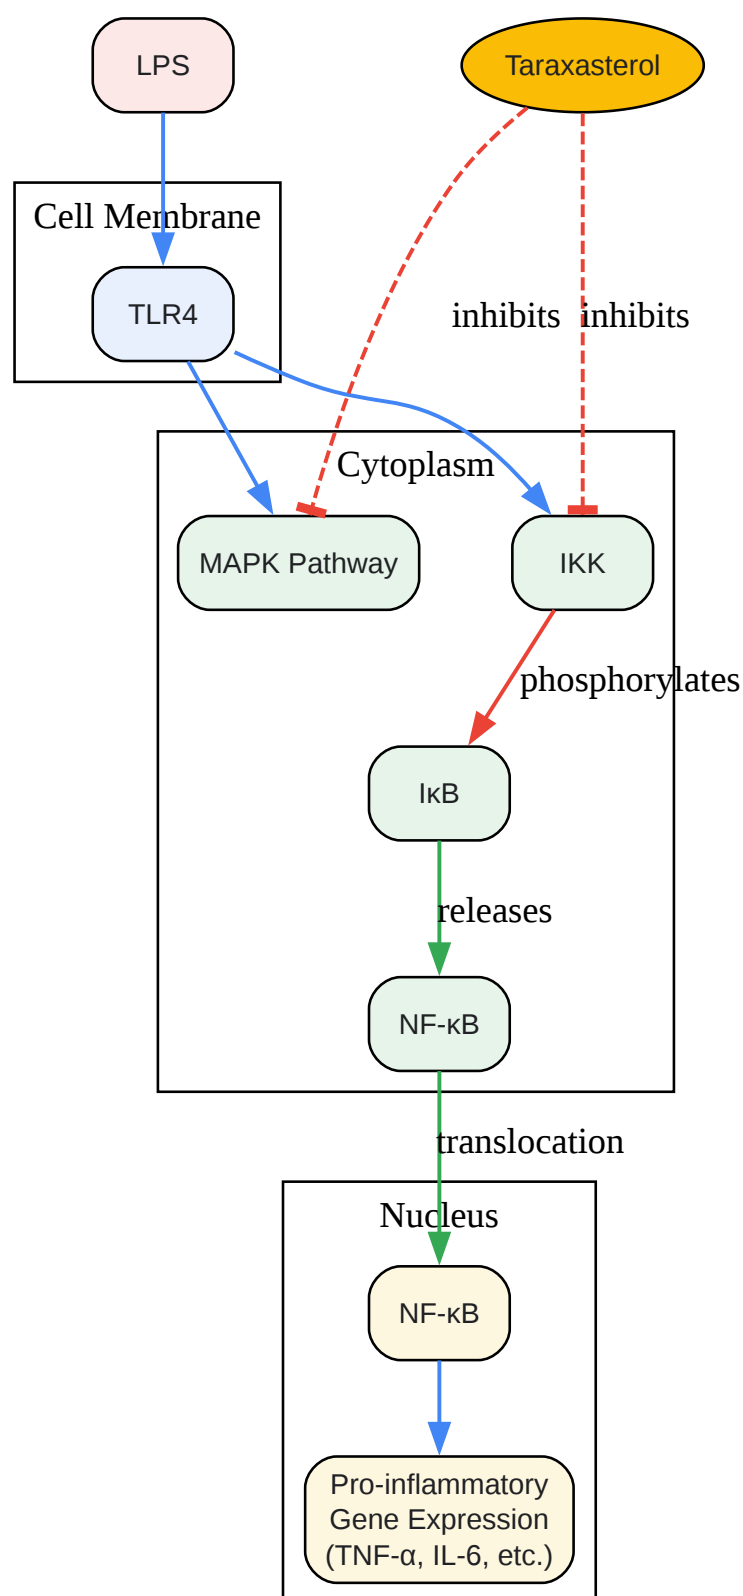 LPS
Taraxasterol
Cell Membrane
TLR4
inhibits
inhibits
Cytoplasm
MAPK Pathway
IKK
phosphorylates
IκB
releases
NF-κB
translocation
Nucleus
NF-κB
Pro-inflammatory
Gene Expression
(TNF-α, IL-6, etc.)